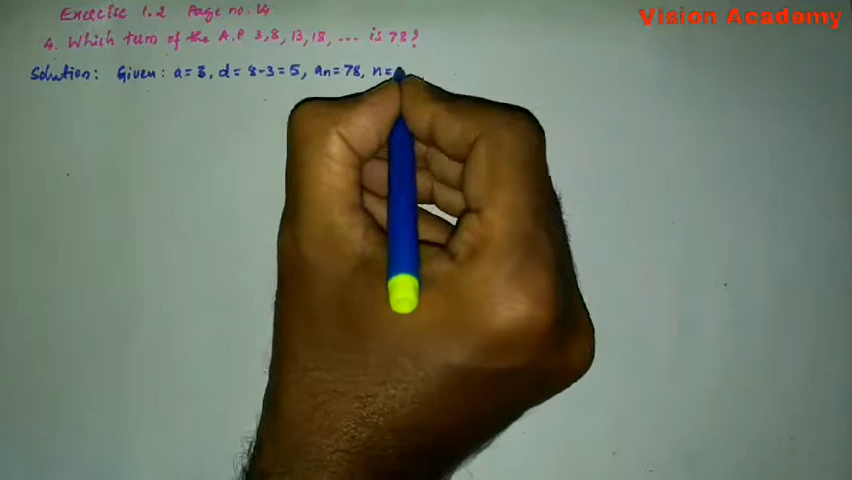 Exercise 1.2 Page no. 14
Vision Academy
4. Which term of the A.P 3,8,13,18, ... is 78?
Solution: Given: a = 3, d = 8-3 = 5, an = 78, n =